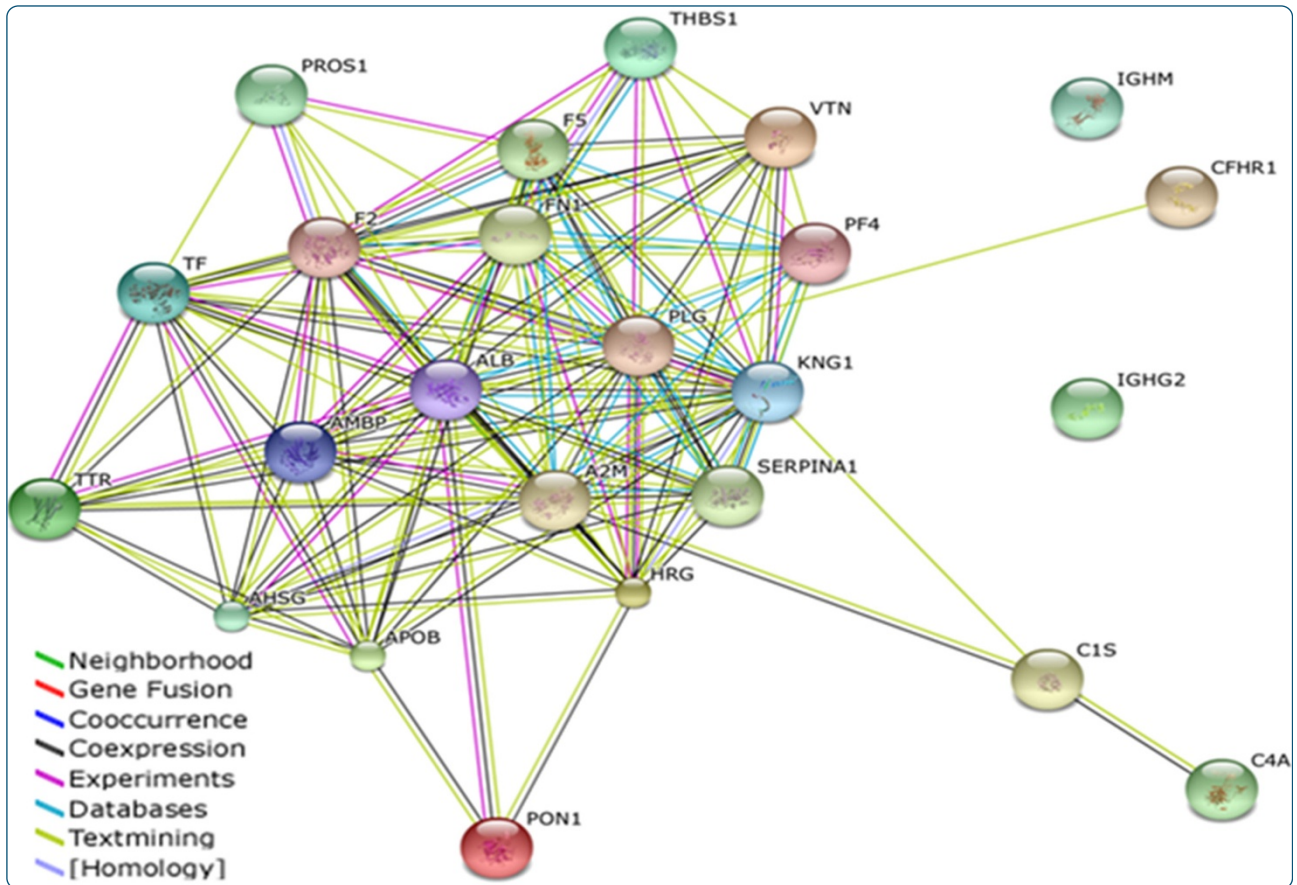 THBS1
PROS1
IGHM
VTN
F5
CFHR1
FN1
F2
PF4
TF
PLG
ALB
KNG1
IGHG2
AMBP
A2M
SERPINA1
TTR
HRG
AHSG
APOB
C1S
Neighborhood
Gene Fusion
Cooccurrence
Coexpression
C4A
Experiments
Databases
PON1
Textmining
[Homology]